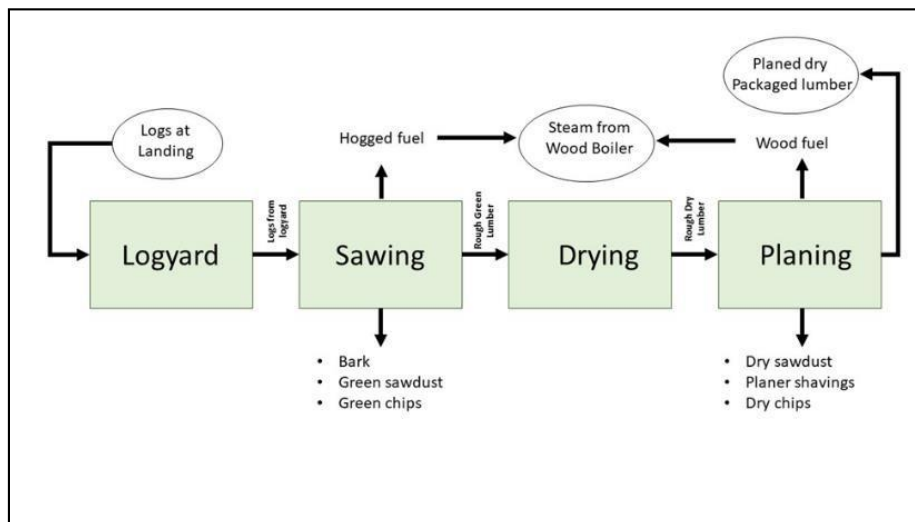 Planed dry
Packaged lumber
Logs at
Landing
Hogged fuel
Steam from
Wood Boiler
Wood fuel
Logyard
Logs from
logyard
Sawing
Rough Green
Lumber
Drying
Rough Dry
Lumber
Planing
• Bark
• Green sawdust
• Green chips
• Dry sawdust
• Planer shavings
• Dry chips